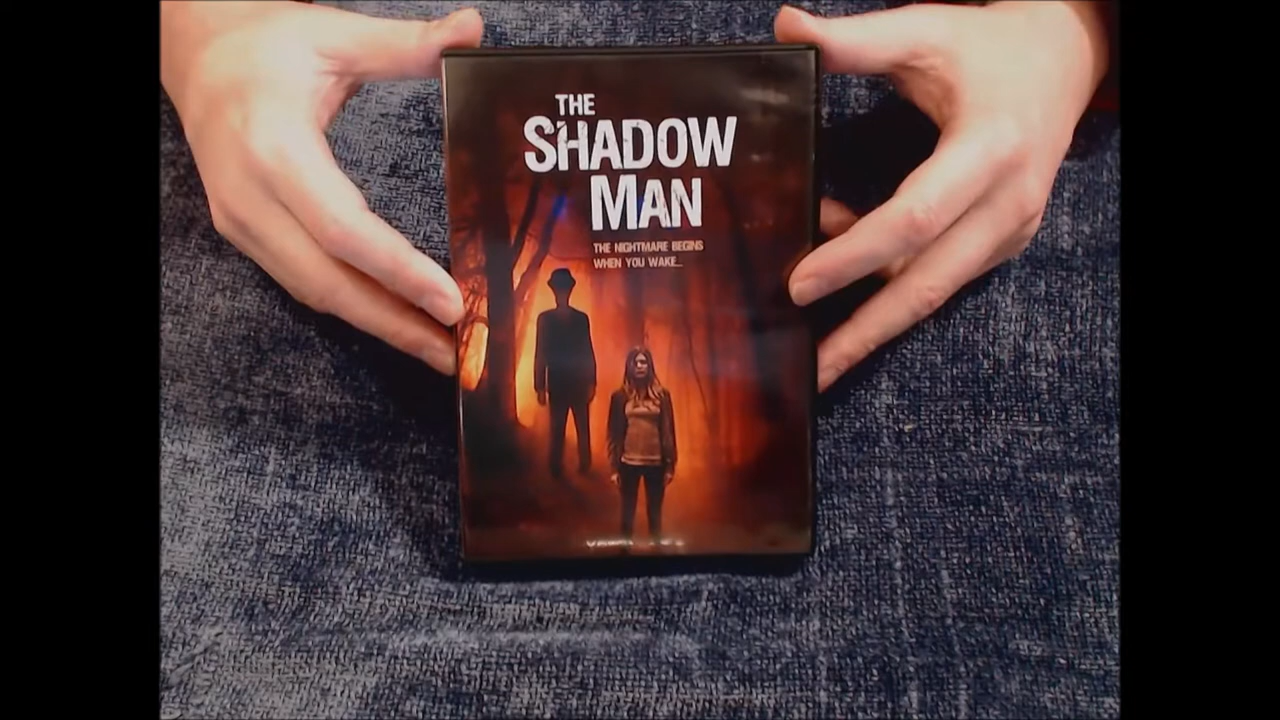 THE
SHADOW
MAN
THE NIGHTMARE BEGINS
WHEN YOU WAKE...